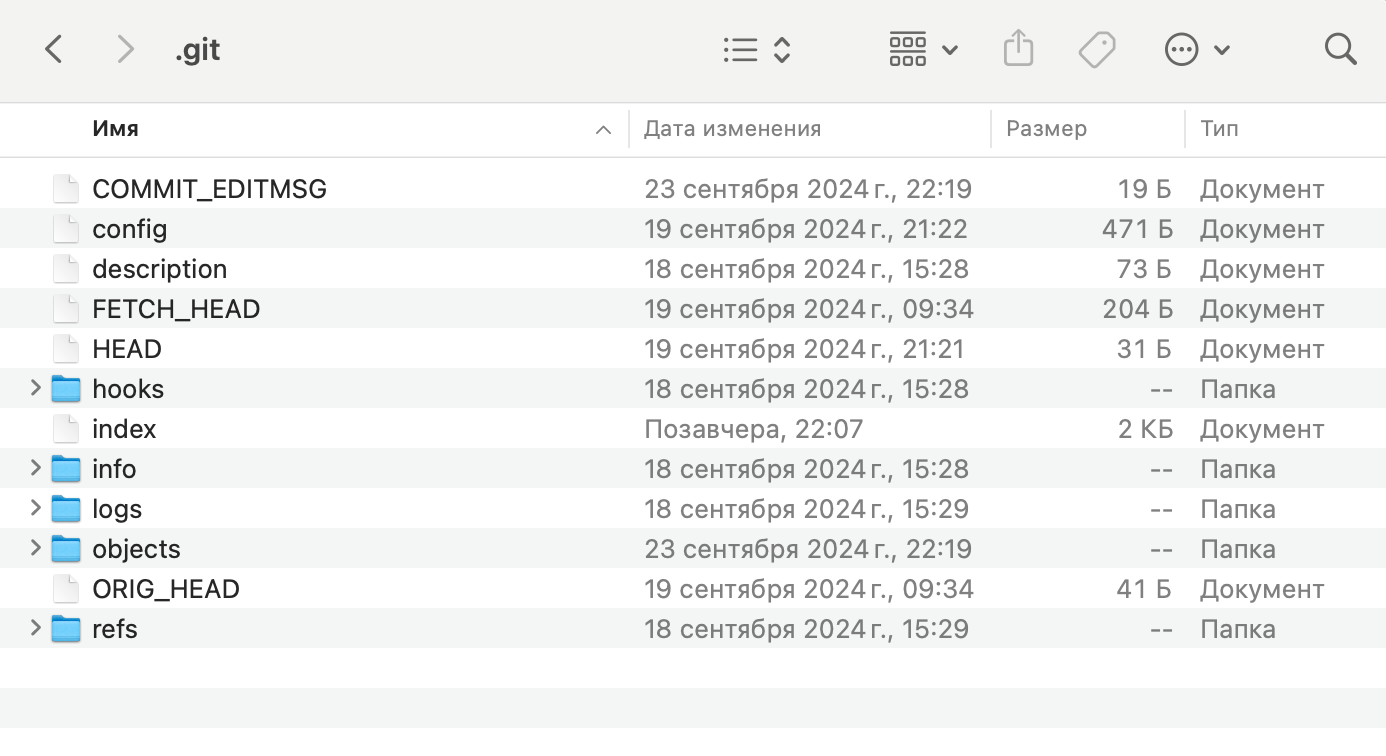 .git
Имя Дата изменения Размер Тип
COMMIT_EDITMSG 23 сентября 2024 г., 22:19 19 Б Документ
config 19 сентября 2024 г., 21:22 471 Б Документ
description 18 сентября 2024 г., 15:28 73 Б Документ
FETCH_HEAD 19 сентября 2024 г., 09:34 204 Б Документ
HEAD 19 сентября 2024 г., 21:21 31 Б Документ
hooks 18 сентября 2024 г., 15:28 -- Папка
index Позавчера, 22:07 2 КБ Документ
info 18 сентября 2024 г., 15:28 -- Папка
logs 18 сентября 2024 г., 15:29 -- Папка
objects 23 сентября 2024 г., 22:19 -- Папка
ORIG_HEAD 19 сентября 2024 г., 09:34 41 Б Документ
refs 18 сентября 2024 г., 15:29 -- Папка